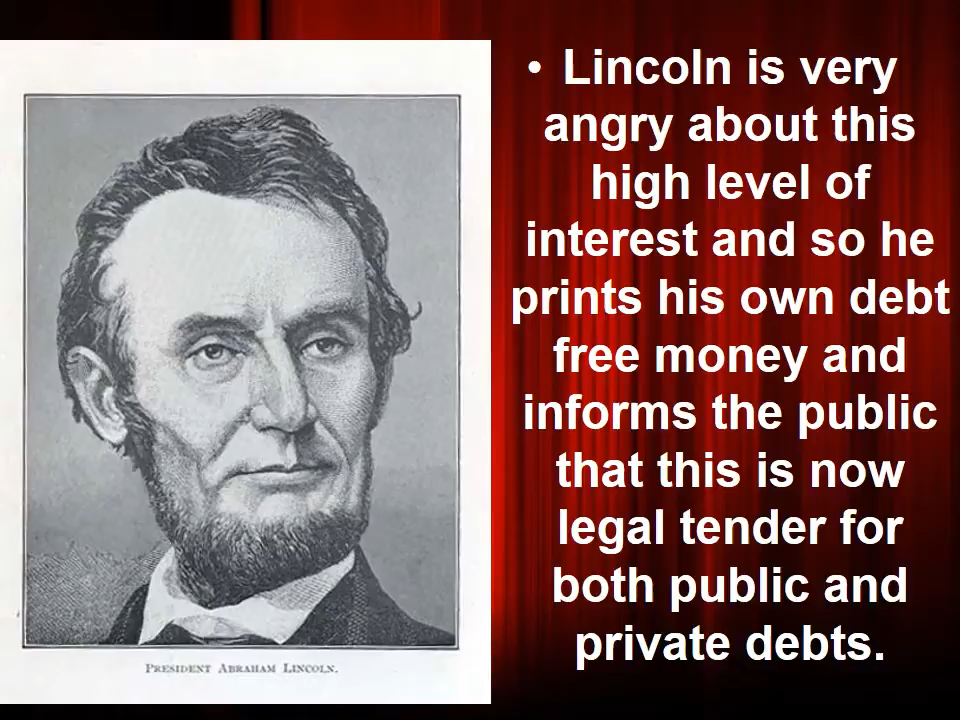 • Lincoln is very
angry about this
high level of
interest and so he
prints his own debt
free money and
informs the public
that this is now
legal tender for
both public and
private debts.
PRESIDENT ABRAHAM LINCOLN.